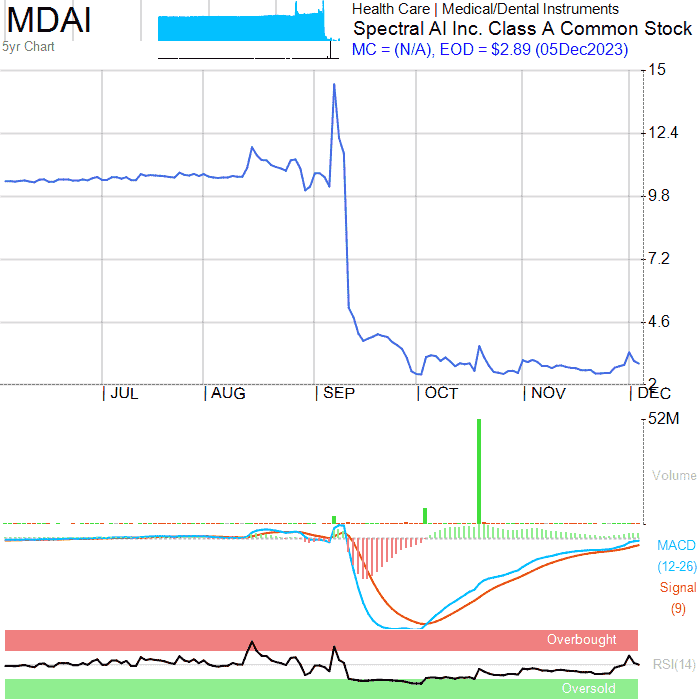 MDAI
Health Care | Medical/Dental Instruments
Spectral AI Inc. Class A Common Stock
5yr Chart
MC = (N/A), EOD = $2.89 (05Dec2023)
15
12.4
9.8
7.2
4.6
2
JUL AUG SEP OCT NOV DEC
52M
Volume
MACD
(12-26)
Signal
(9)
Overbought
RSI(14)
Oversold